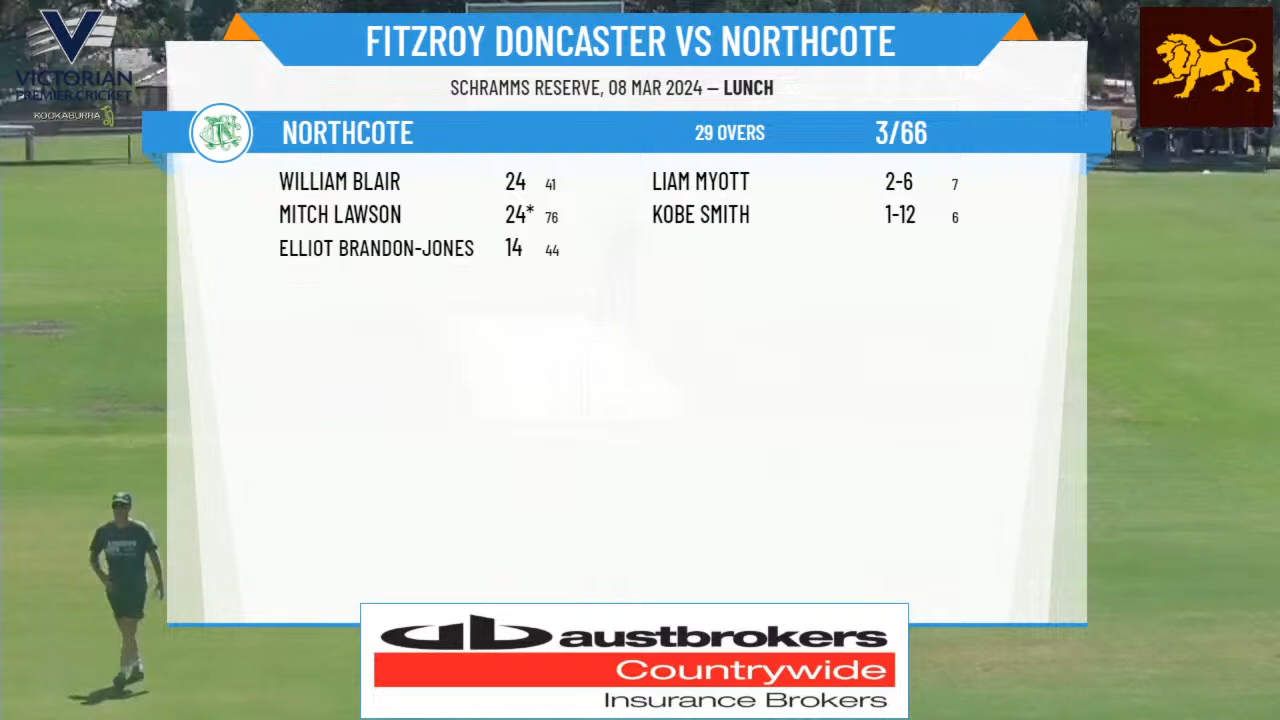 FITZROY DONCASTER VS NORTHCOTE
SCHRAMMS RESERVE, 08 MAR 2024 – LUNCH
VICTORIAN
PREMIER CRICKET
KOOKABURRA
NORTHCOTE 29 OVERS 3/66
WILLIAM BLAIR 24 41 LIAM MYOTT 2-6 7
MITCH LAWSON 24* 76 KOBE SMITH 1-12 6
ELLIOT BRANDON-JONES 14 44
austbrokers
Countrywide
Insurance Brokers